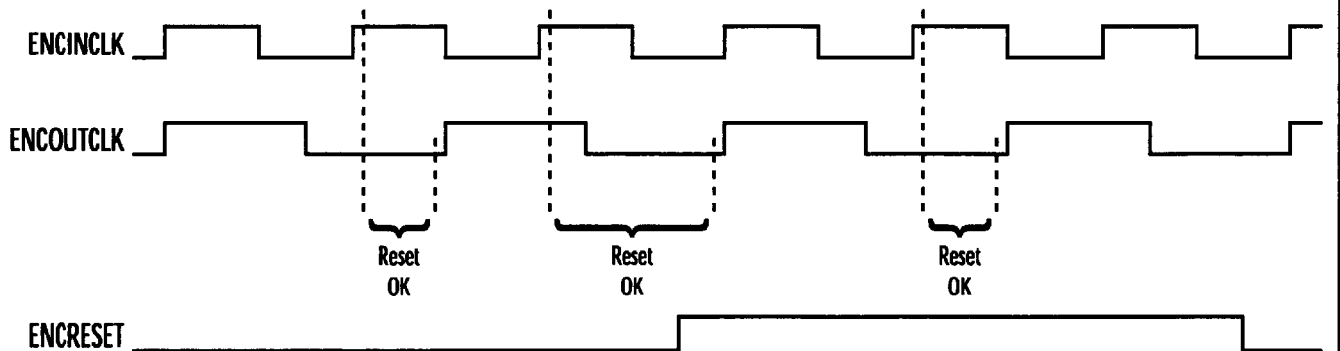 ENCINCLK
ENCOUTCLK
Reset
OK
Reset
OK
Reset
OK
ENCRESET